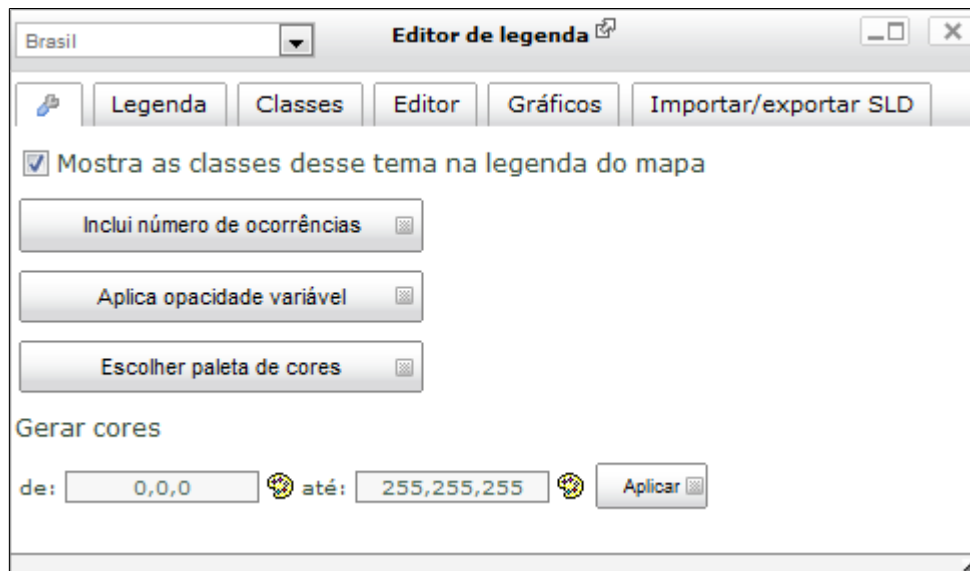 Brasil
Editor de legenda
Legenda Classes Editor Gráficos Importar/exportar SLD
Mostra as classes desse tema na legenda do mapa
Inclui número de ocorrências
Aplica opacidade variável
Escolher paleta de cores
Gerar cores
de: 0,0,0 até: 255,255,255 Aplicar